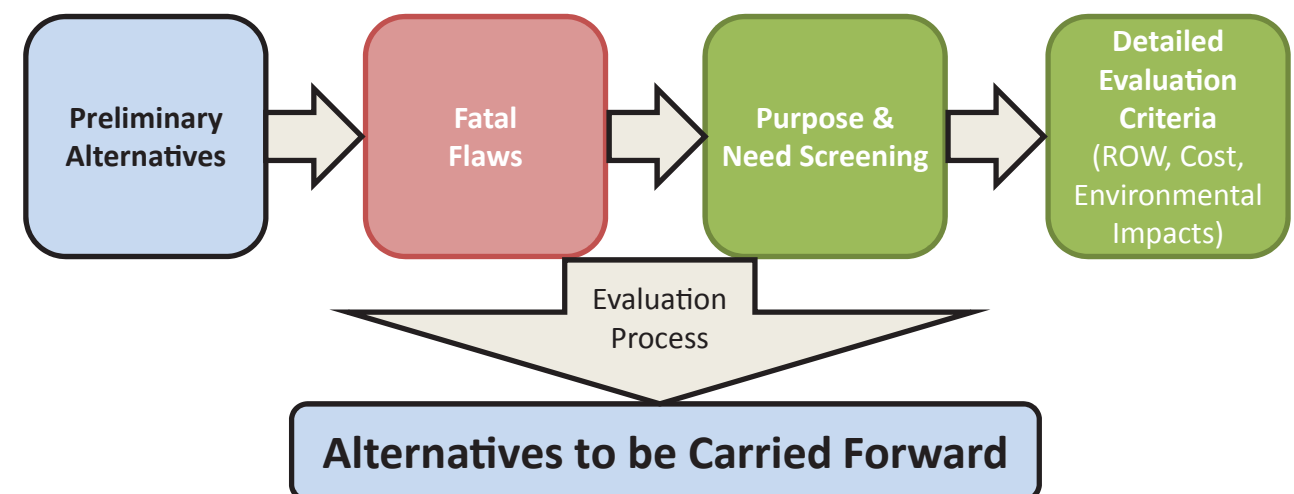 Preliminary
Alternatives
Fatal
Flaws
Purpose &
Need Screening
Detailed
Evaluation
Criteria
(ROW, Cost,
Environmental
Impacts)
Evaluation
Process
Alternatives to be Carried Forward